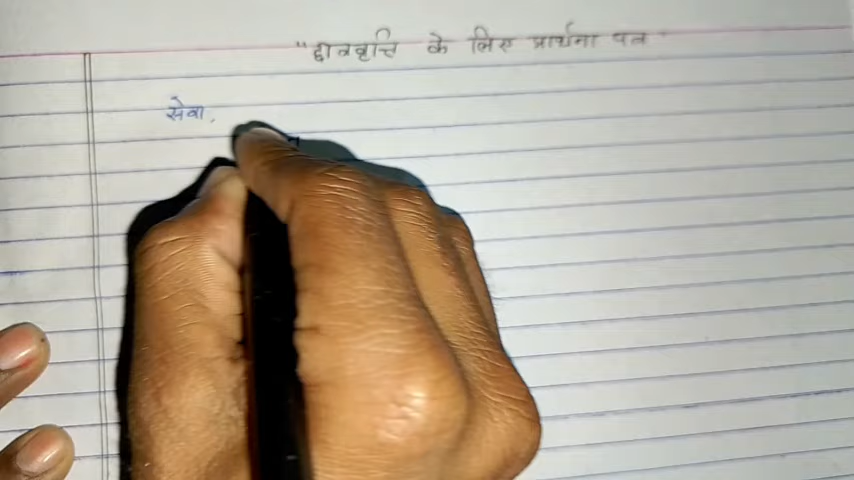 "छात्रवृत्ति के लिए प्रार्थना पत्र"
सेवा,